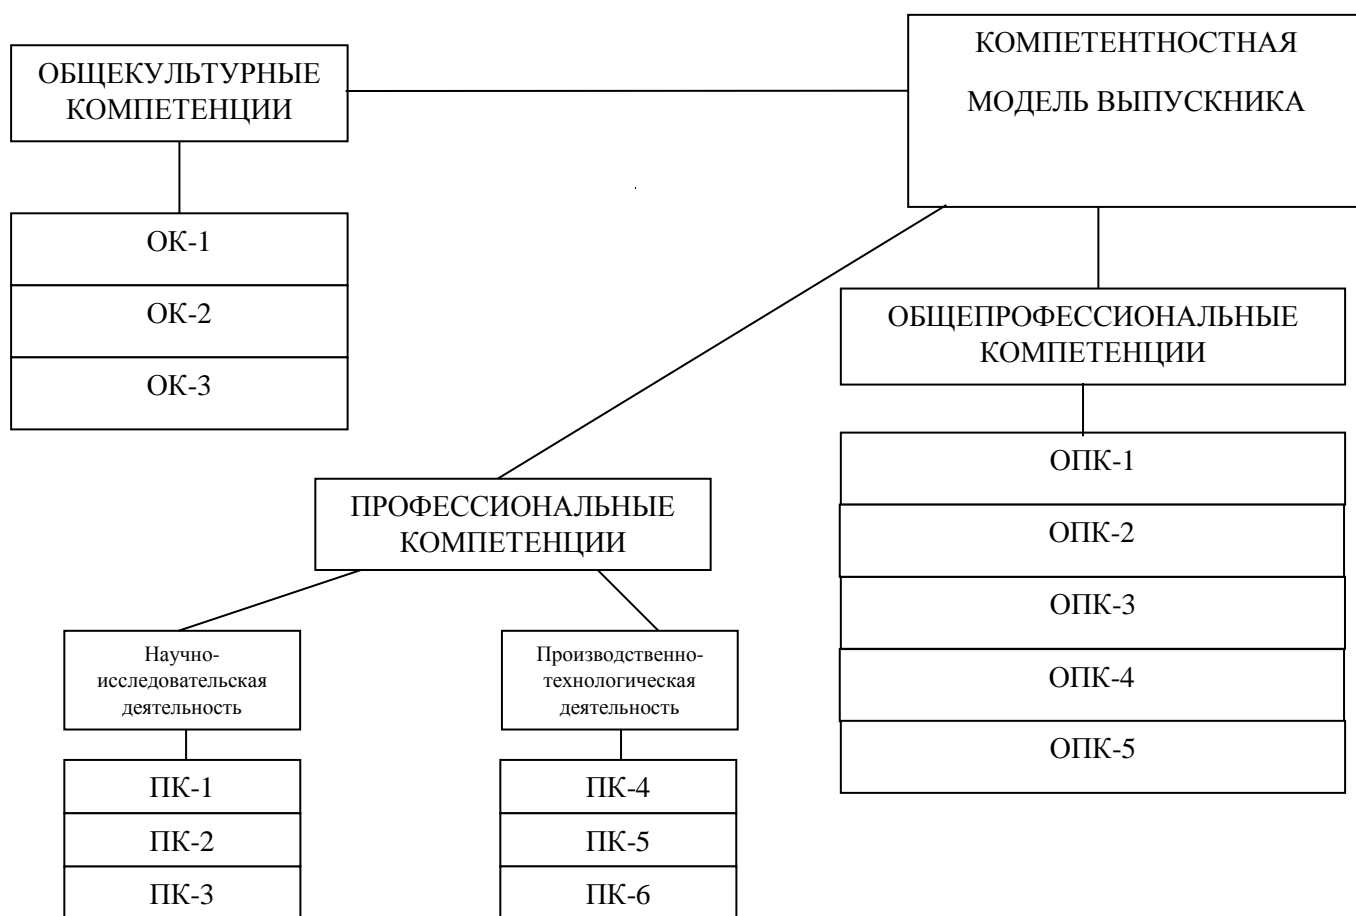 ОБЩЕКУЛЬТУРНЫЕ
КОМПЕТЕНЦИИ
КОМПЕТЕНТНОСТНАЯ
МОДЕЛЬ ВЫПУСКНИКА
ОК-1
ОК-2
ОК-3
ОБЩЕПРОФЕССИОНАЛЬНЫЕ
КОМПЕТЕНЦИИ
ОПК-1
ОПК-2
ОПК-3
ОПК-4
ОПК-5
ПРОФЕССИОНАЛЬНЫЕ
КОМПЕТЕНЦИИ
Научно-
исследовательская
деятельность
ПК-1
ПК-2
ПК-3
Производственно-
технологическая
деятельность
ПК-4
ПК-5
ПК-6